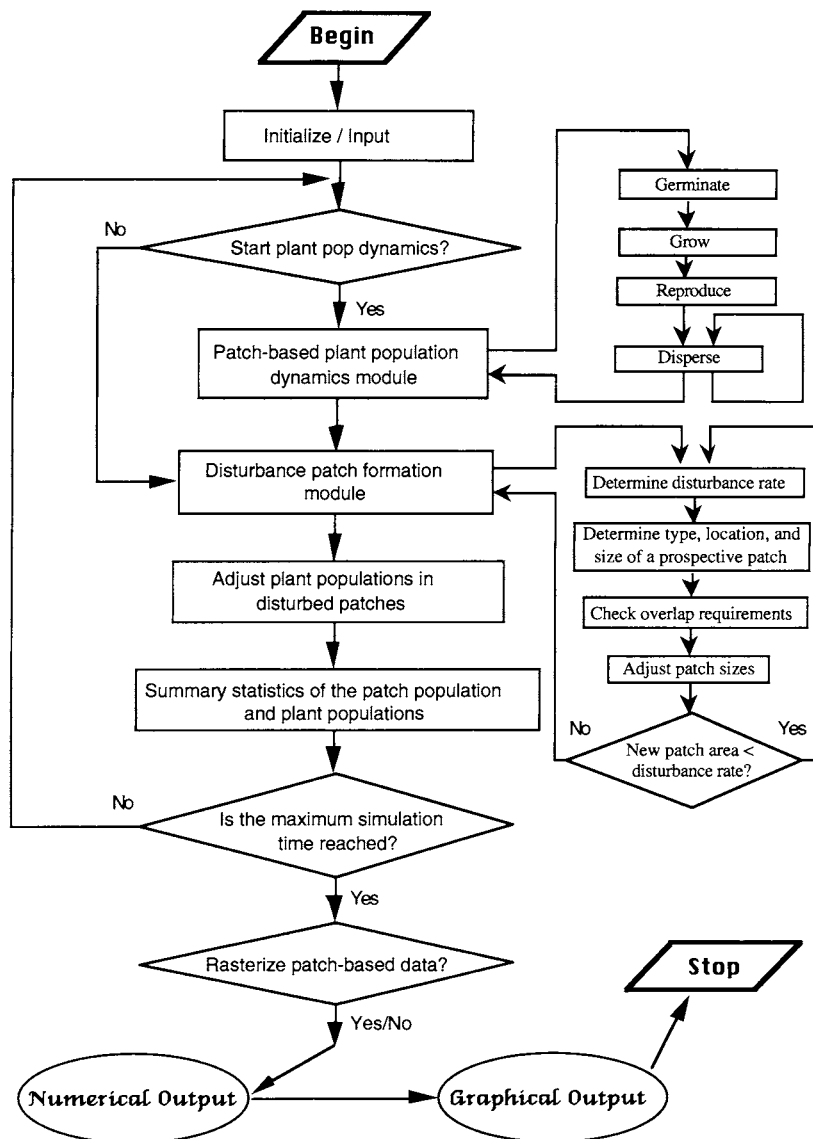 Begin
Initialize / Input
No
Start plant pop dynamics?
Yes
Patch-based plant population
dynamics module
Germinate
Grow
Reproduce
Disperse
Disturbance patch formation
module
Determine disturbance rate
Determine type, location, and
size of a prospective patch
Check overlap requirements
Adjust patch sizes
No
Yes
New patch area <
disturbance rate?
Adjust plant populations in
disturbed patches
Summary statistics of the patch population
and plant populations
No
Is the maximum simulation
time reached?
Yes
Rasterize patch-based data?
Yes/No
Numerical Output
Graphical Output
Stop